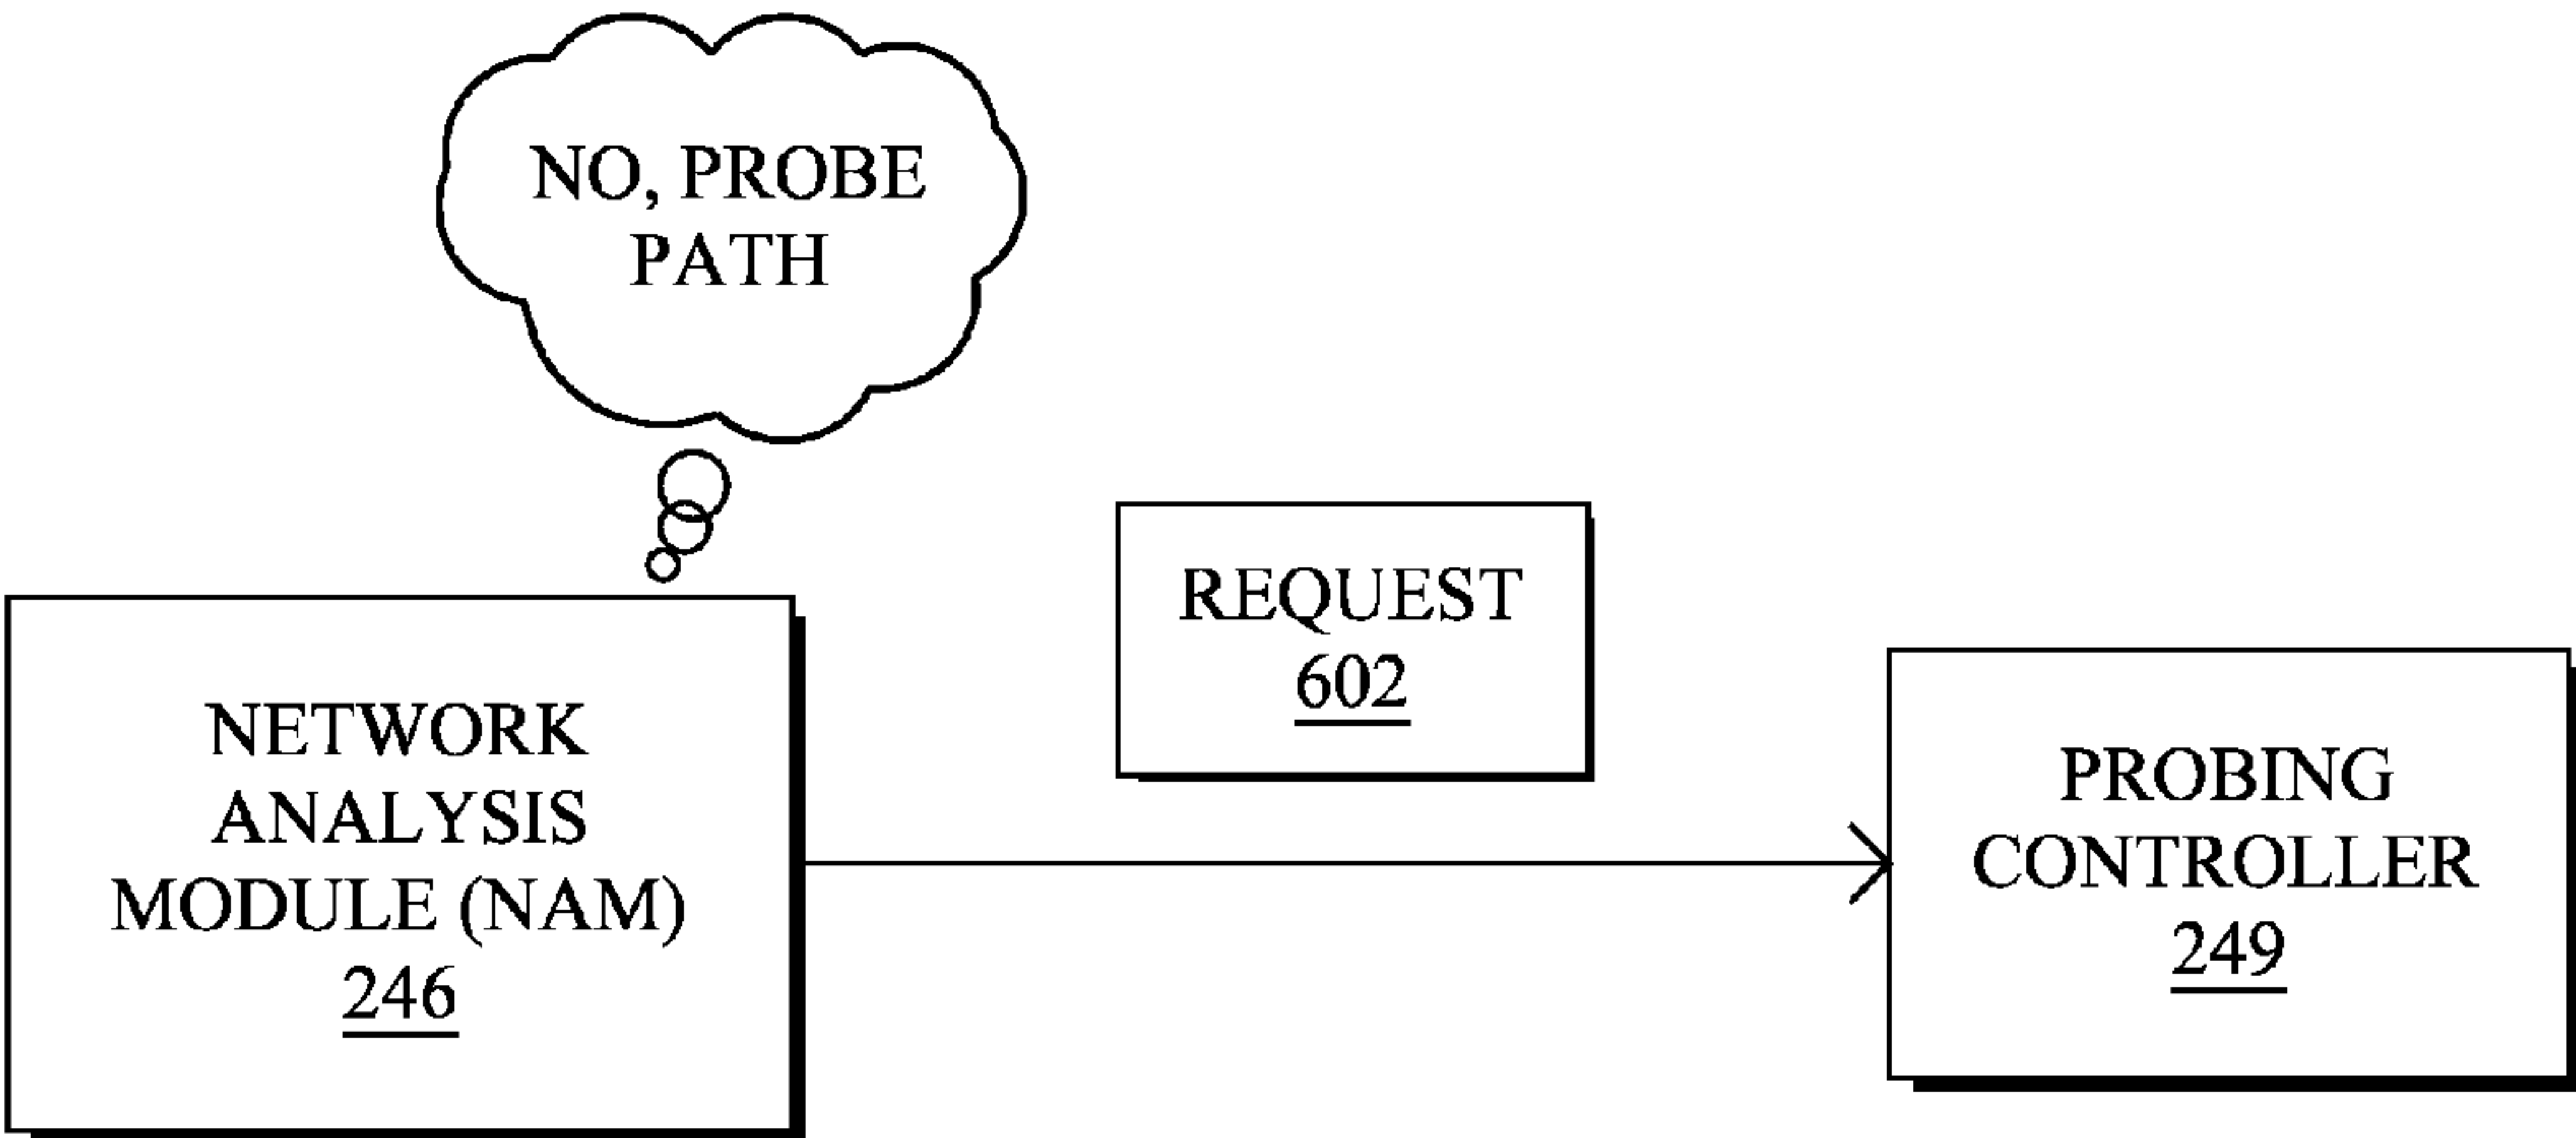 NO, PROBE
PATH
REQUEST
602
NETWORK
ANALYSIS
MODULE (NAM)
246
PROBING
CONTROLLER
249